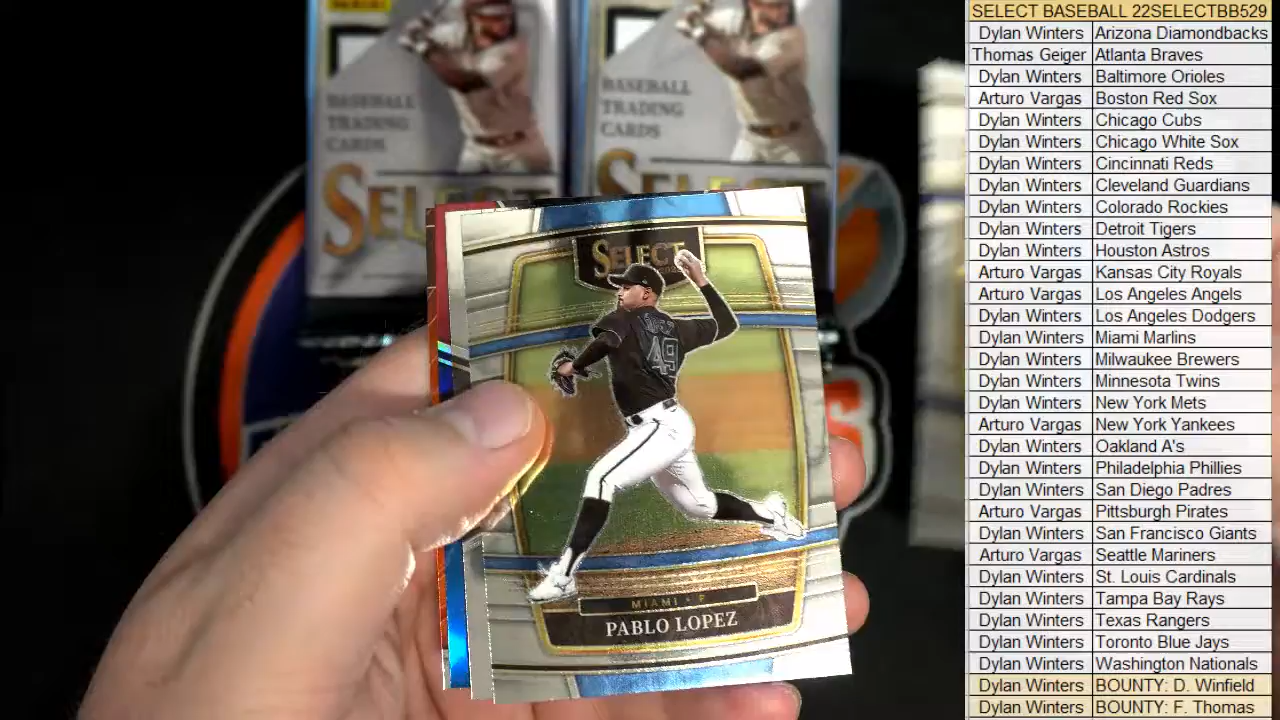 BASEBALL
TRADING
CARDS
SELECT
BASEBALL
TRADING
CARDS
SELECT
SELECT
LOPEZ
49
MIAMI • P
PABLO LOPEZ
SELECT BASEBALL 22SELECTBB529
Dylan Winters Arizona Diamondbacks
Thomas Geiger Atlanta Braves
Dylan Winters Baltimore Orioles
Arturo Vargas Boston Red Sox
Dylan Winters Chicago Cubs
Dylan Winters Chicago White Sox
Dylan Winters Cincinnati Reds
Dylan Winters Cleveland Guardians
Dylan Winters Colorado Rockies
Dylan Winters Detroit Tigers
Dylan Winters Houston Astros
Arturo Vargas Kansas City Royals
Arturo Vargas Los Angeles Angels
Dylan Winters Los Angeles Dodgers
Dylan Winters Miami Marlins
Dylan Winters Milwaukee Brewers
Dylan Winters Minnesota Twins
Dylan Winters New York Mets
Arturo Vargas New York Yankees
Dylan Winters Oakland A's
Dylan Winters Philadelphia Phillies
Dylan Winters San Diego Padres
Arturo Vargas Pittsburgh Pirates
Dylan Winters San Francisco Giants
Arturo Vargas Seattle Mariners
Dylan Winters St. Louis Cardinals
Dylan Winters Tampa Bay Rays
Dylan Winters Texas Rangers
Dylan Winters Toronto Blue Jays
Dylan Winters Washington Nationals
Dylan Winters BOUNTY: D. Winfield
Dylan Winters BOUNTY: F. Thomas